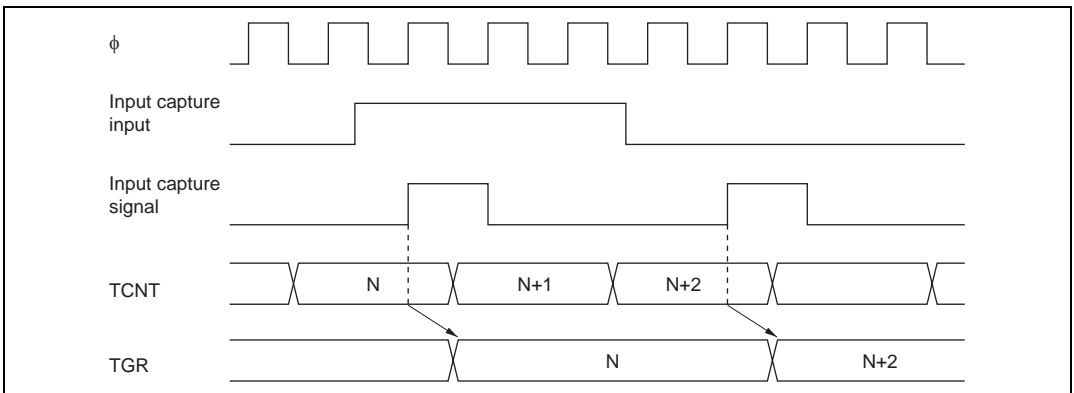 ϕ
Input capture
input
Input capture
signal
TCNT
N
N+1
N+2
TGR
N
N+2